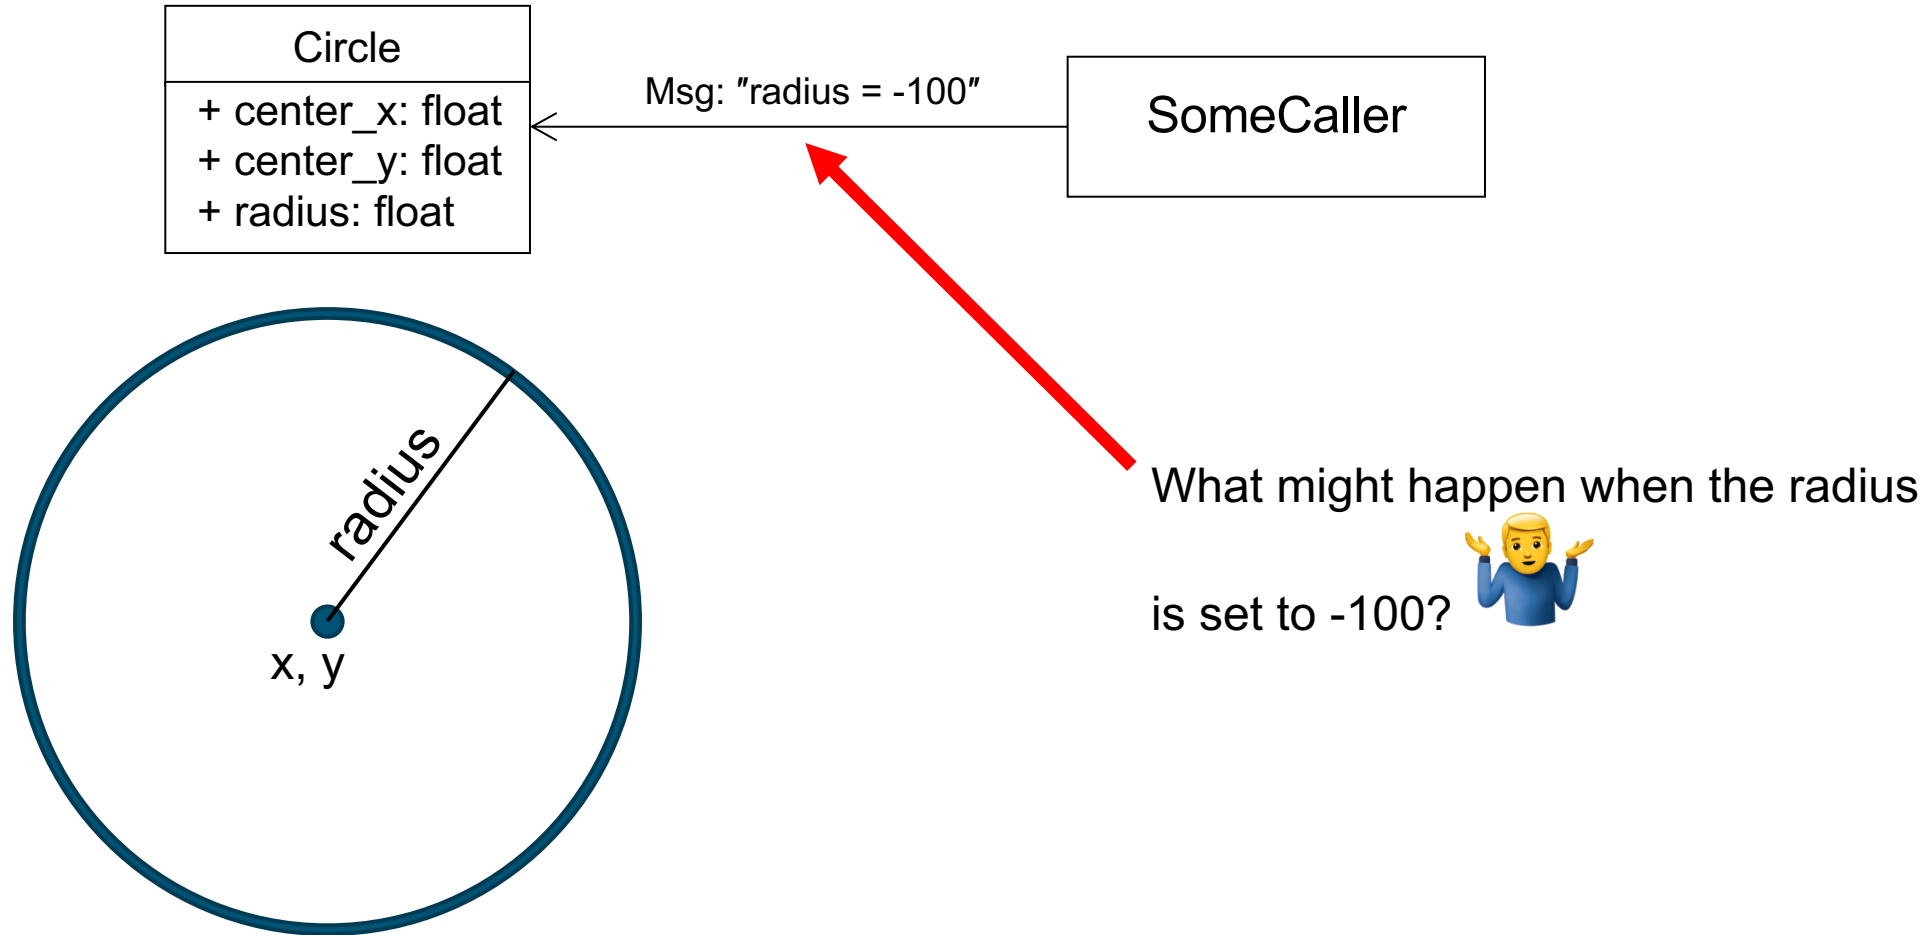 Circle
+ center_x: float
+ center_y: float
+ radius: float
Msg: "radius = -100"
SomeCaller
radius
x, y
What might happen when the radius
is set to -100?